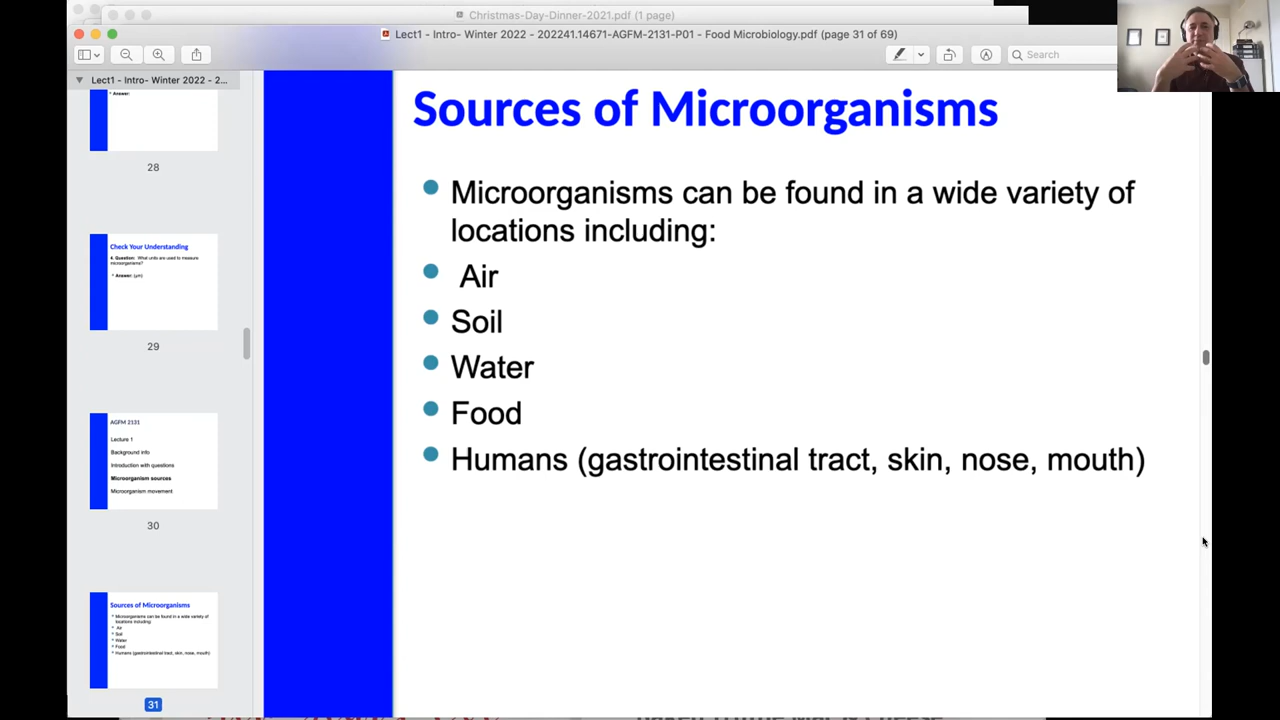 Christmas-Day-Dinner-2021.pdf (1 page)
Lect1 - Intro- Winter 2022 - 202241.14671-AGFM-2131-P01 - Food Microbiology.pdf (page 31 of 69)
Search
Lect1 - Intro- Winter 2022 - 2...
Answer:
28
Check Your Understanding
4. Question: What units are used to measure
microorganisms?
Answer: (µm)
29
AGFM 2131
Lecture 1
Background info
Introduction with questions
Microorganism sources
Microorganism movement
30
Sources of Microorganisms
Microorganisms can be found in a wide variety of
locations including:
Air
Soil
Water
Food
Humans (gastrointestinal tract, skin, nose, mouth)
31
Sources of Microorganisms
Microorganisms can be found in a wide variety of
locations including:
Air
Soil
Water
Food
Humans (gastrointestinal tract, skin, nose, mouth)